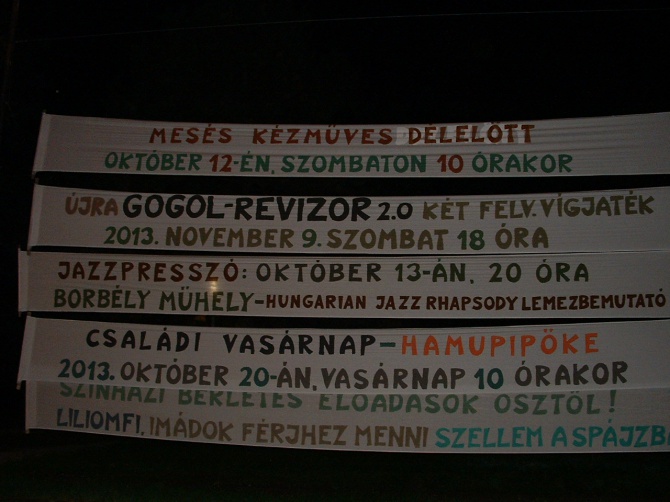 MESÉS KÉZMŰVES DÉLELŐTT
OKTÓBER 12-ÉN, SZOMBATON 10 ÓRAKOR
ÚJRA GOGOL-REVIZOR 2.0 KÉT FELV. VÍGJATÉK
2013. NOVEMBER 9. SZOMBAT 18 ÓRA
JAZZPRESSZÓ: OKTÓBER 13-ÁN, 20 ÓRA
BORBÉLY MŰHELY-HUNGARIAN JAZZ RHAPSODY LEMEZBEMUTATÓ
CSALÁDI VASÁRNAP-HAMUPIPŐKE
2013. OKTÓBER 20-ÁN, VASÁRNAP 10 ÓRAKOR
SZÍNHÁZI BÉRLETES ELŐADÁSOK OSZTÓL!
LILIOMFI, IMÁDOK FÉRJHEZ MENNI SZELLEM A SPÁJZB